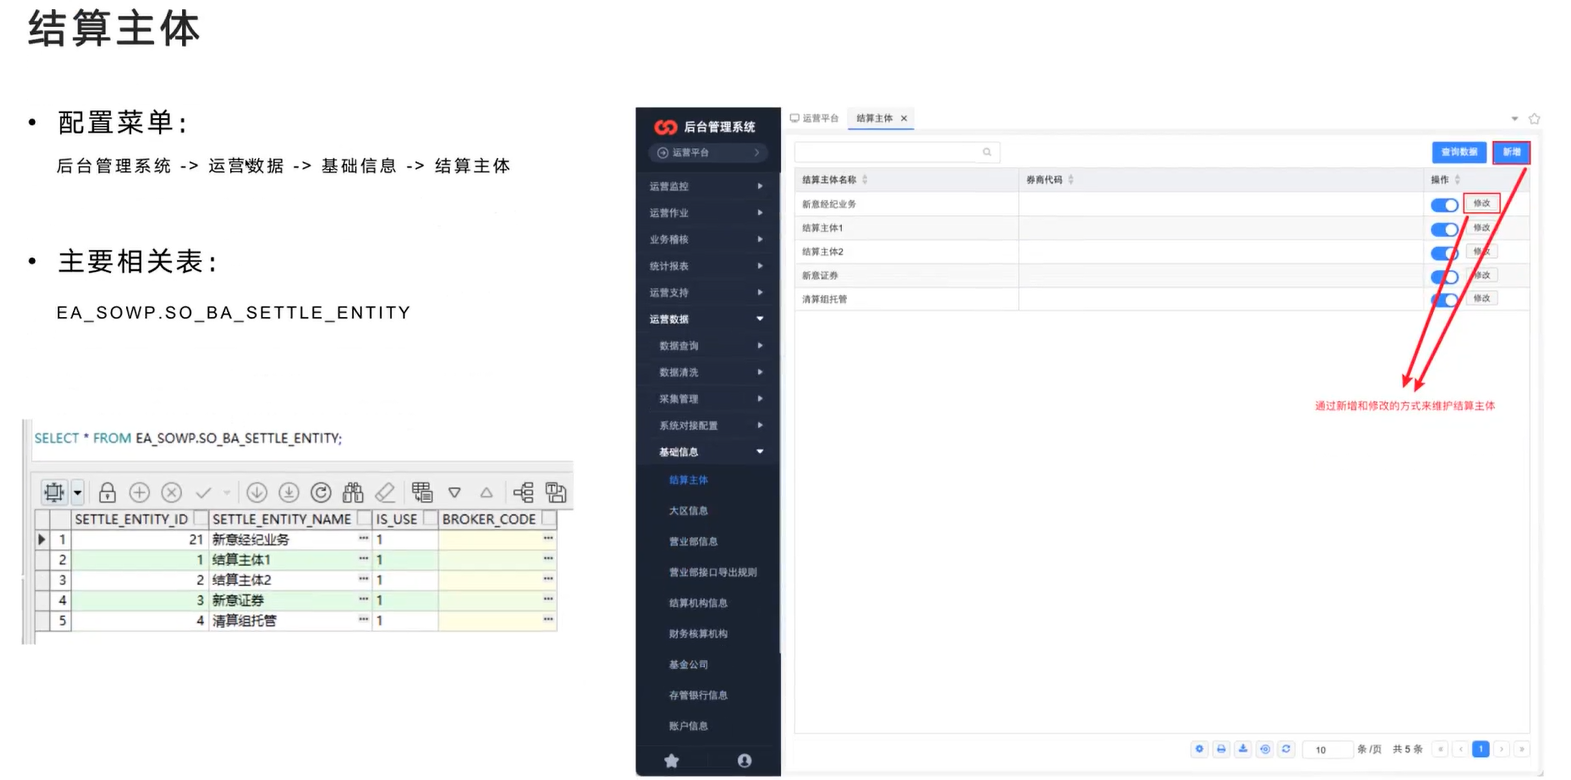 结算主体
• 配置菜单：
后台管理系统 -> 运营数据 -> 基础信息 -> 结算主体
• 主要相关表：
EA_SOWP.SO_BA_SETTLE_ENTITY
SELECT * FROM EA_SOWP.SO_BA_SETTLE_ENTITY;
SETTLE_ENTITY_ID SETTLE_ENTITY_NAME IS_USE BROKER_CODE
1 21 新意经纪业务 ··· 1 ···
2 1 结算主体1 ··· 1 ···
3 2 结算主体2 ··· 1 ···
4 3 新意证券 ··· 1 ···
5 4 清算组托管 ··· 1 ···
后台管理系统
运营平台
运营监控
运营作业
业务稽核
统计报表
运营支持
运营数据
数据查询
数据清洗
采集管理
系统对接配置
基础信息
结算主体
大区信息
营业部信息
营业部接口导出规则
结算机构信息
财务核算机构
基金公司
存管银行信息
账户信息
运营平台 结算主体 ×
查询数据 新增
结算主体名称 券商代码 操作
新意经纪业务 修改
结算主体1 修改
结算主体2 修改
新意证券 修改
清算组托管 修改
通过新增和修改的方式来维护结算主体
10 条/页 共 5 条 « ‹ 1 › »